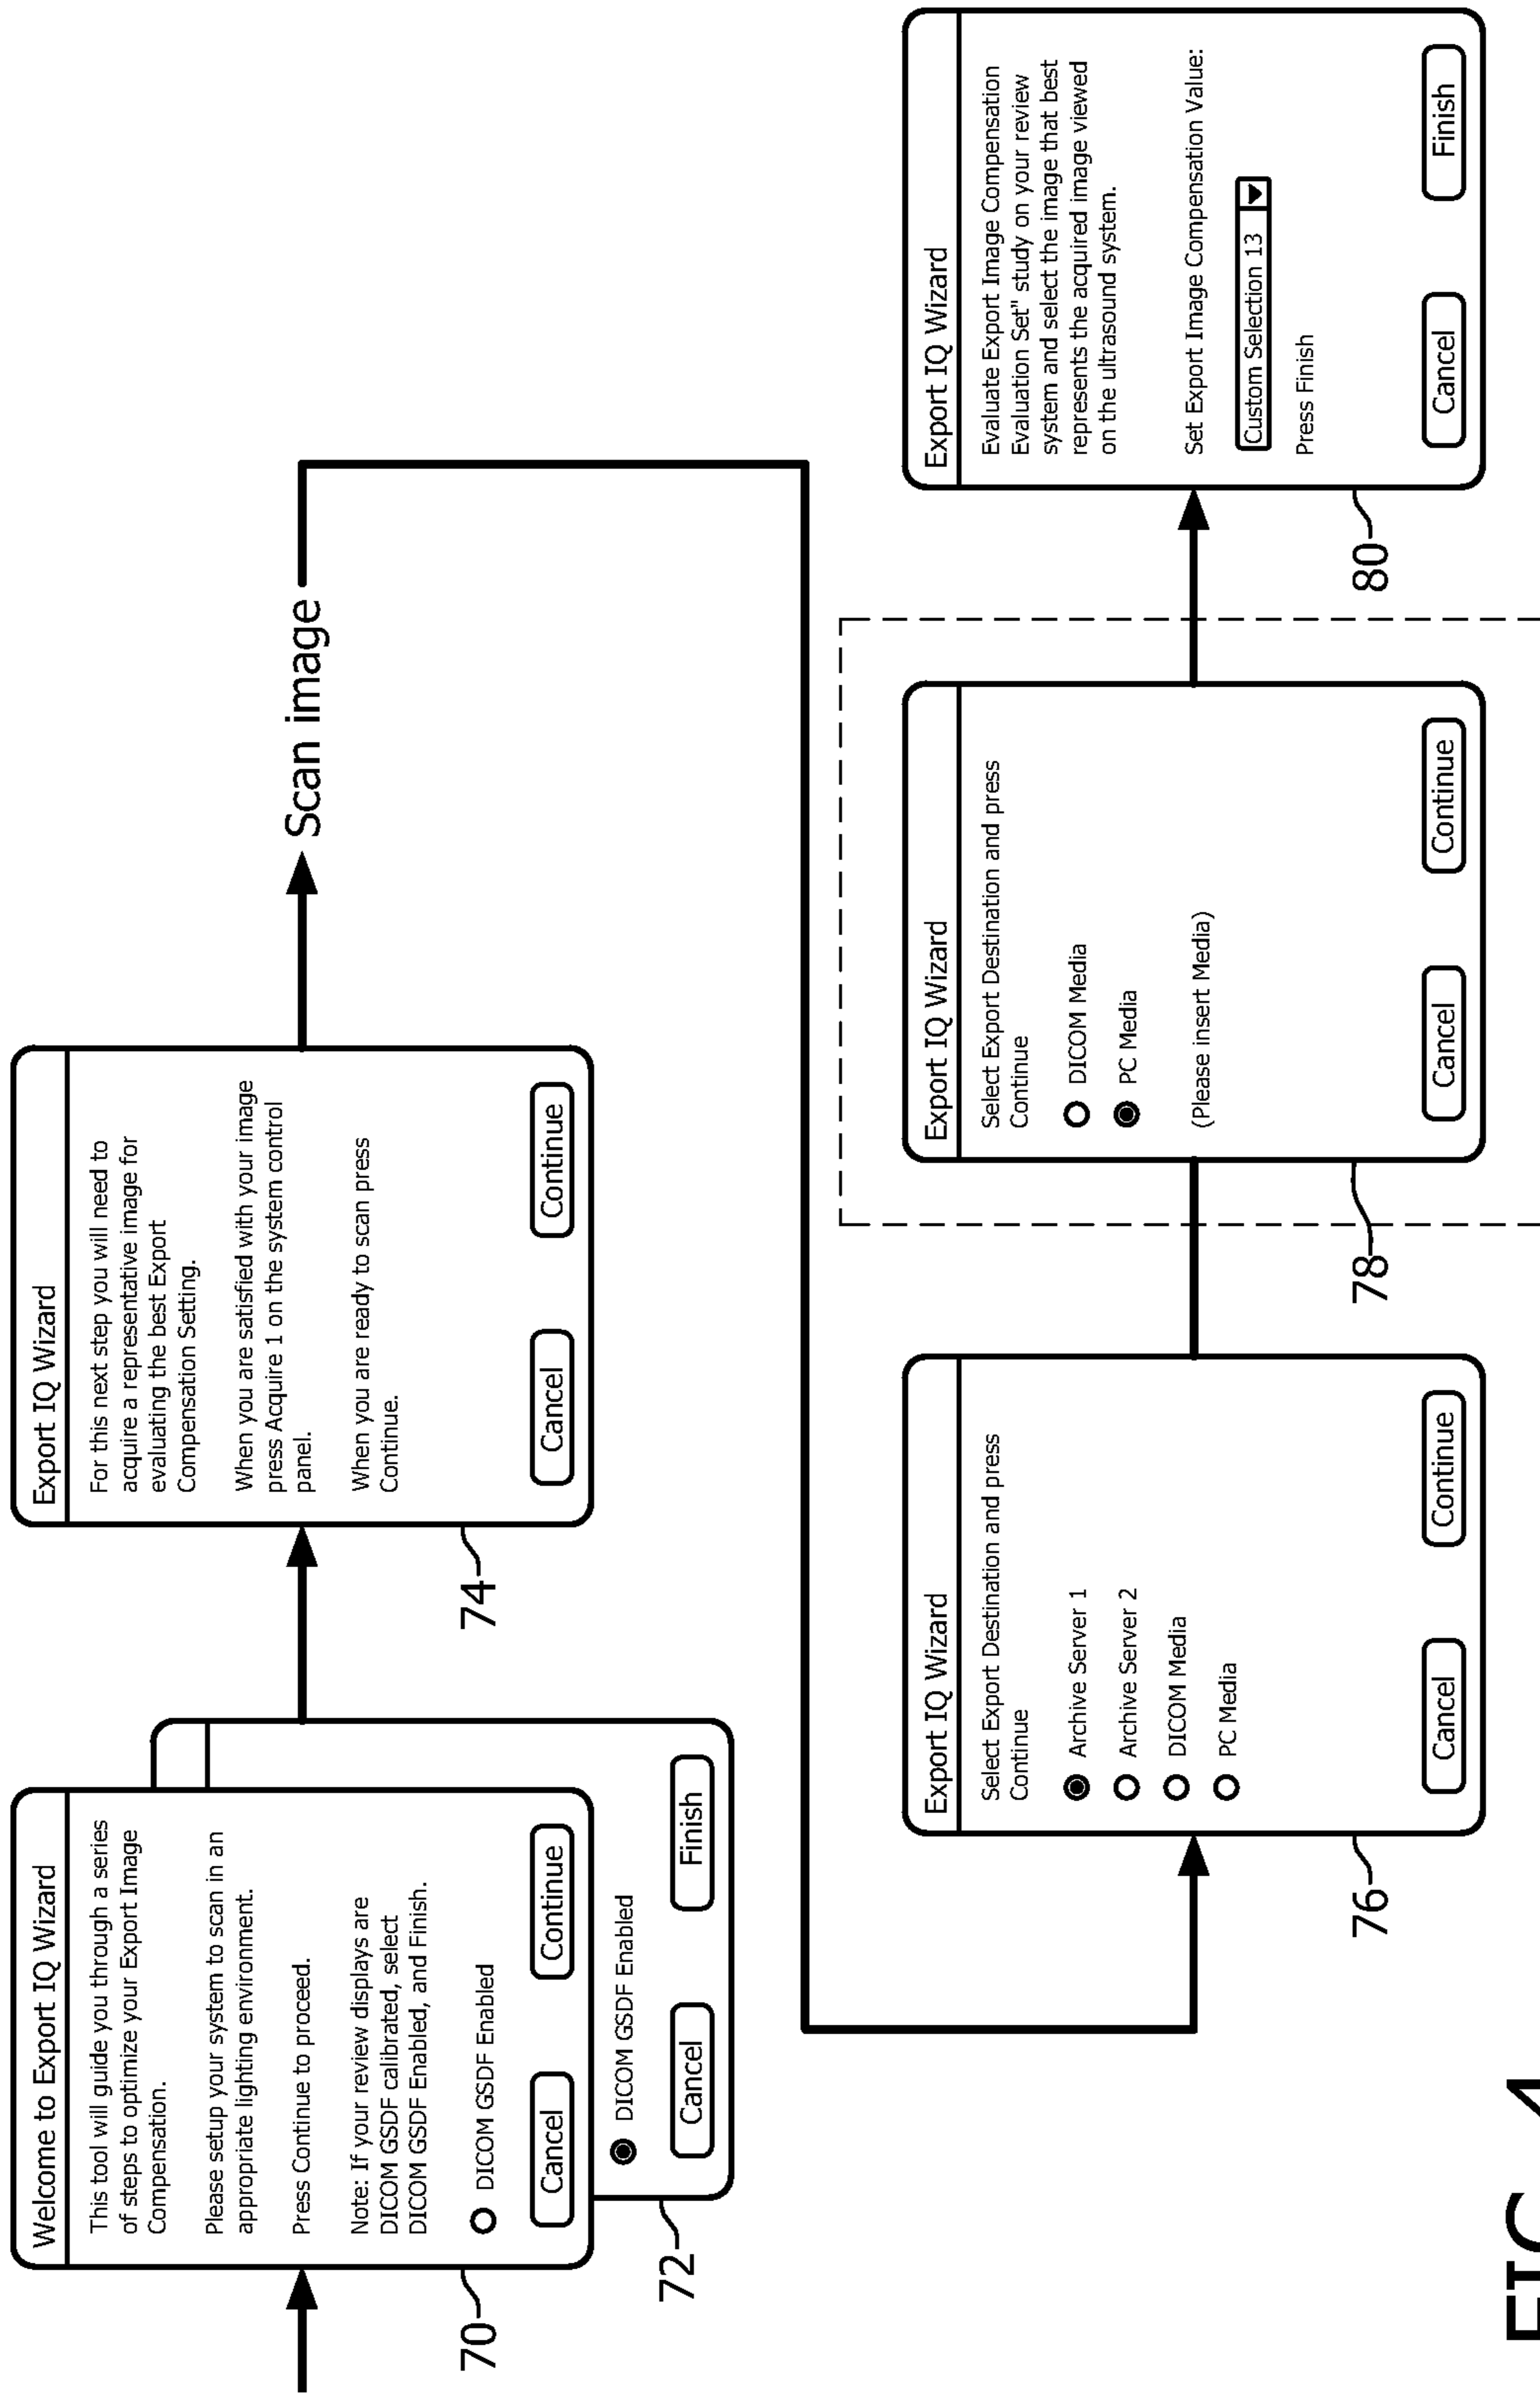 Welcome to Export IQ Wizard
This tool will guide you through a series
of steps to optimize your Export Image
Compensation.
Please setup your system to scan in an
appropriate lighting environment.
Press Continue to proceed.
Note: If your review displays are
DICOM GSDF calibrated, select
DICOM GSDF Enabled, and Finish.
DICOM GSDF Enabled
Cancel
Continue
70
DICOM GSDF Enabled
Cancel
Finish
72
Export IQ Wizard
For this next step you will need to
acquire a representative image for
evaluating the best Export
Compensation Setting.
When you are satisfied with your image
press Acquire 1 on the system control
panel.
When you are ready to scan press
Continue.
Cancel
Continue
74
Scan image
Export IQ Wizard
Select Export Destination and press
Continue
Archive Server 1
Archive Server 2
DICOM Media
PC Media
Cancel
Continue
76
Export IQ Wizard
Select Export Destination and press
Continue
DICOM Media
PC Media
(Please insert Media)
Cancel
Continue
78
Export IQ Wizard
Evaluate Export Image Compensation
Evaluation Set" study on your review
system and select the image that best
represents the acquired image viewed
on the ultrasound system.
Set Export Image Compensation Value:
Custom Selection 13
Press Finish
Cancel
Finish
80
FIG. 4